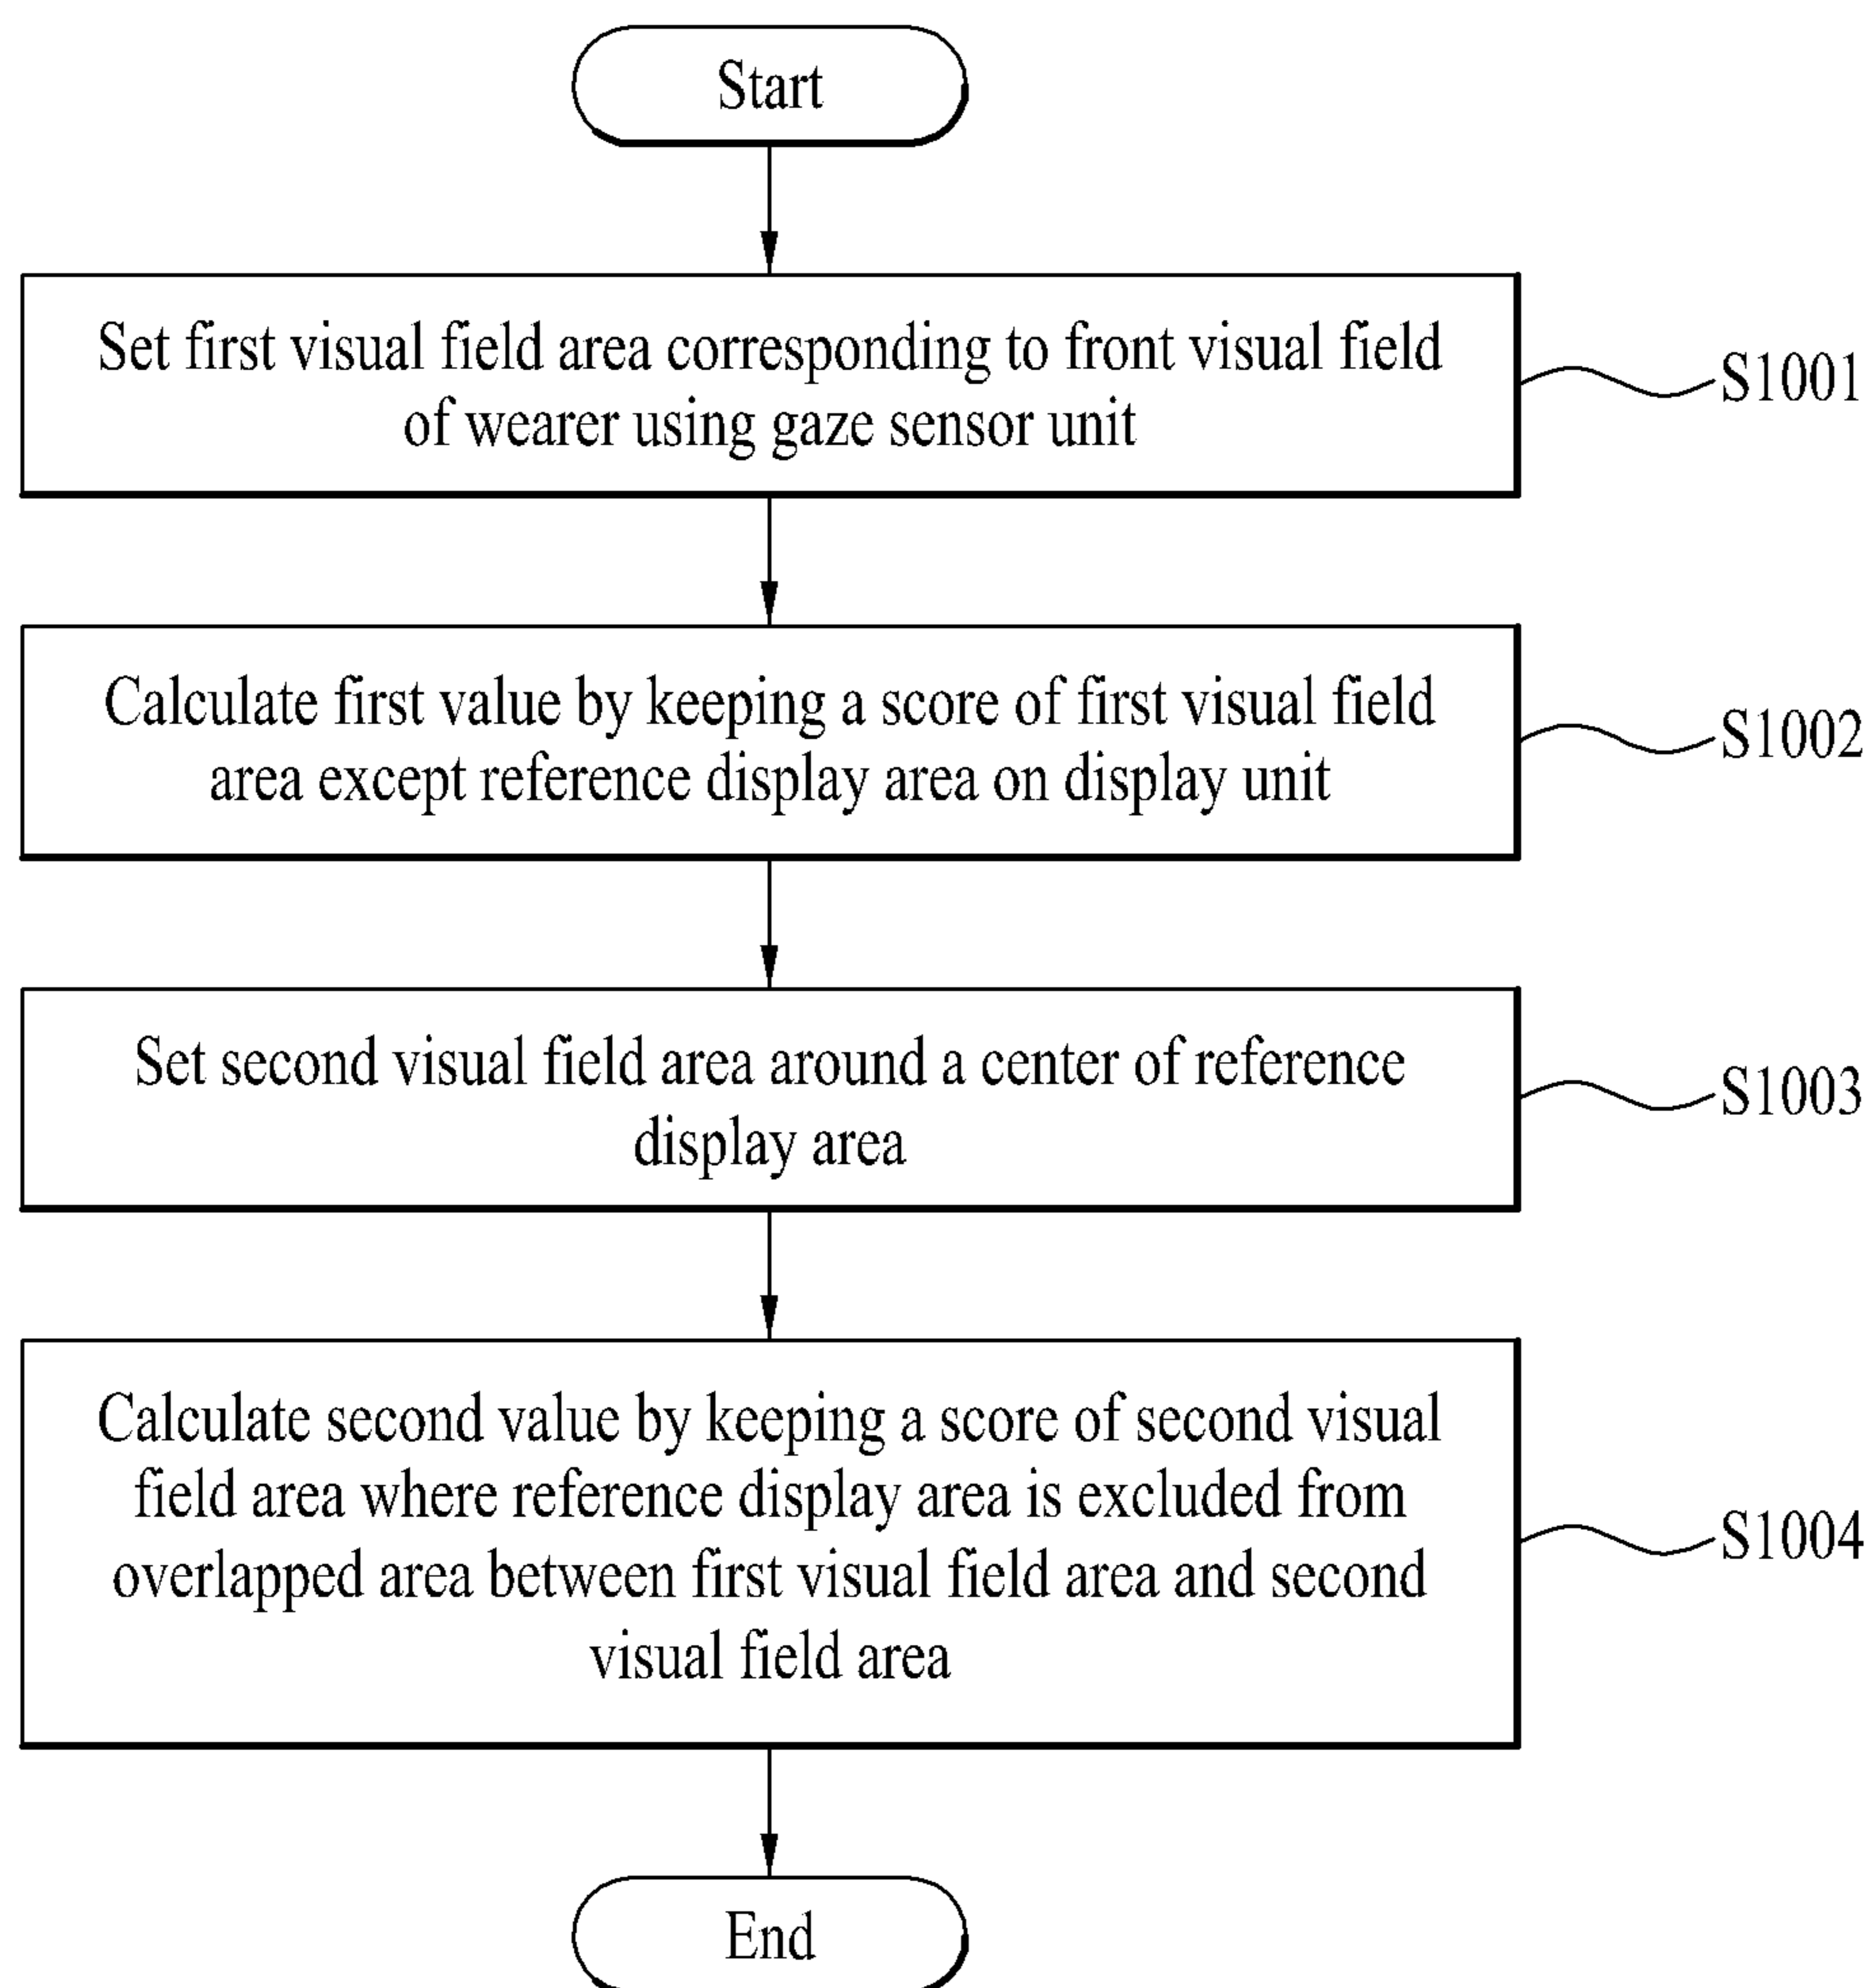 Start
Set first visual field area corresponding to front visual field
of wearer using gaze sensor unit
S1001
Calculate first value by keeping a score of first visual field
area except reference display area on display unit
S1002
Set second visual field area around a center of reference
display area
S1003
Calculate second value by keeping a score of second visual
field area where reference display area is excluded from
overlapped area between first visual field area and second
visual field area
S1004
End